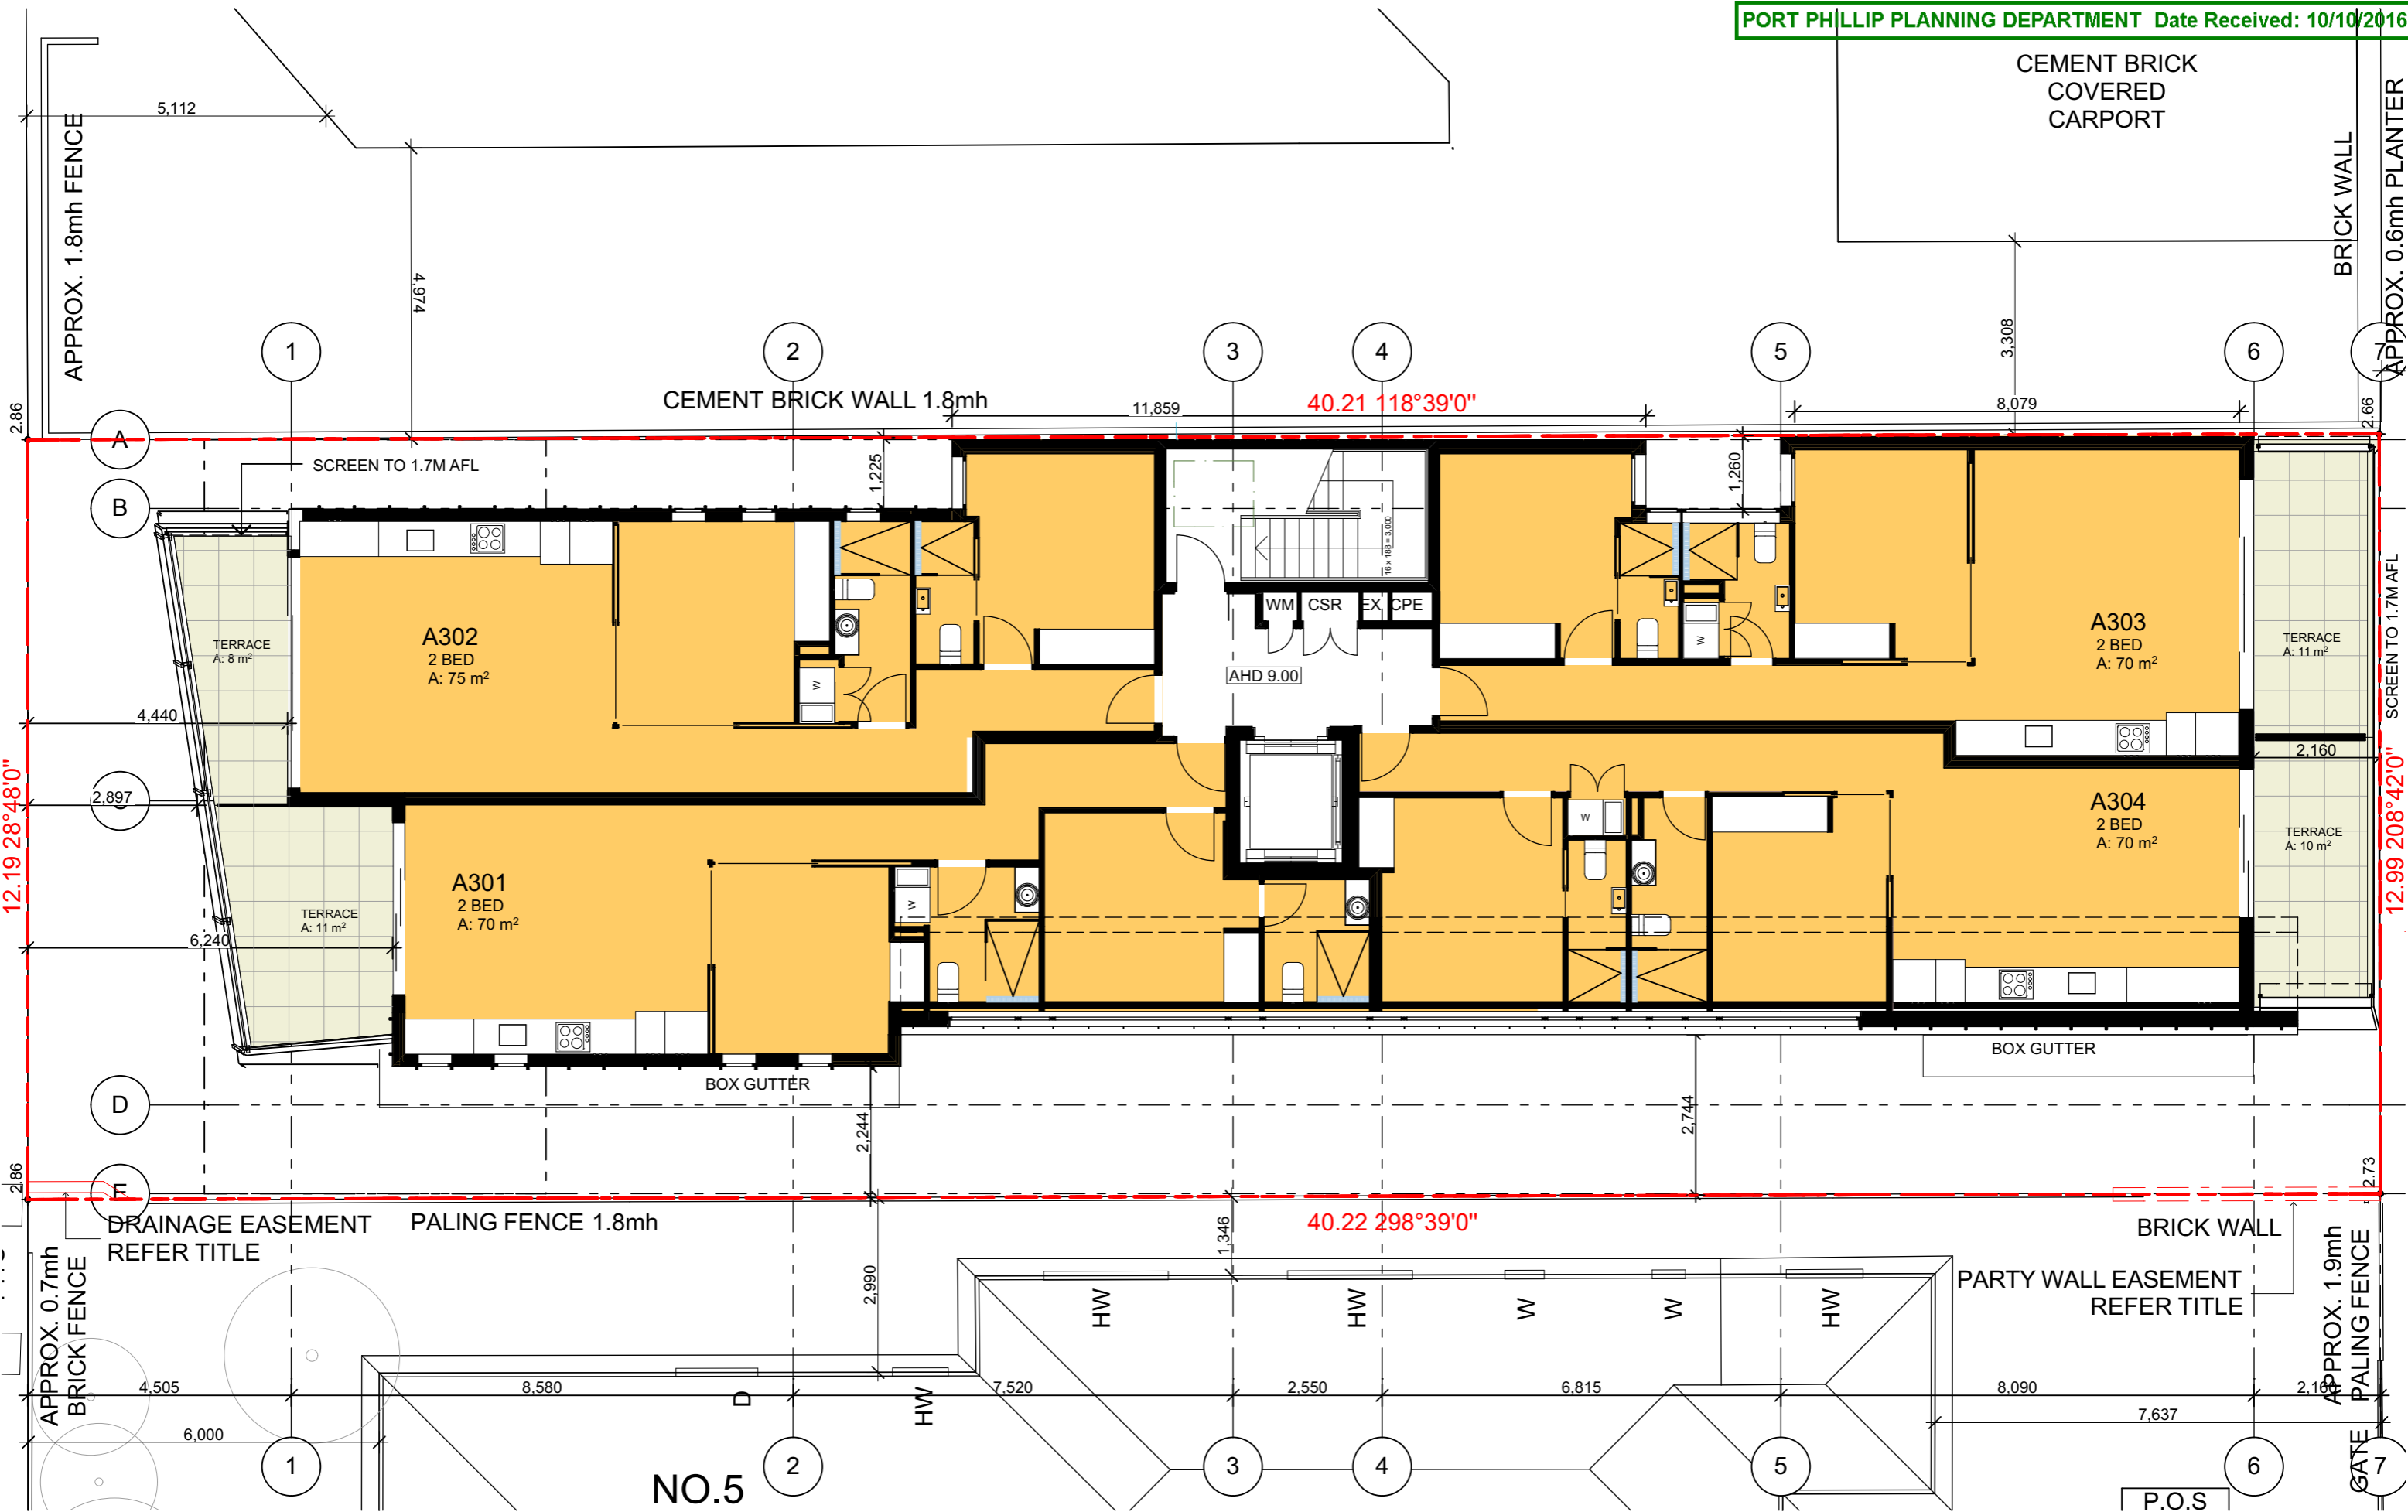 PORT PHILLIP PLANNING DEPARTMENT Date Received: 10/10/2016
CEMENT BRICK
COVERED
CARPORT
5,112
APPROX. 1.8mh FENCE
4,974
BRICK WALL
APPROX. 0.6mh PLANTER
3,308
1
2
3
4
5
6
7
CEMENT BRICK WALL 1.8mh
11,859
40.21 118°39'0"
8,079
2.86
2.66
A
SCREEN TO 1.7M AFL
1,225
1,260
B
16 x 188 = 3,000
SCREEN TO 1.7M AFL
WM
CSR
EX
CPE
A302
2 BED
A: 75 m²
TERRACE
A: 8 m²
W
W
A303
2 BED
A: 70 m²
TERRACE
A: 11 m²
AHD 9.00
4,440
2,160
12.19 28°48'0"
2,897
12.99 208°42'0"
W
A304
2 BED
A: 70 m²
TERRACE
A: 10 m²
A301
2 BED
A: 70 m²
TERRACE
A: 11 m²
W
6,240
BOX GUTTER
BOX GUTTER
D
2,244
2,744
2.86
2.73
DRAINAGE EASEMENT
REFER TITLE
PALING FENCE 1.8mh
40.22 298°39'0"
BRICK WALL
1,346
2,990
APPROX. 0.7mh
BRICK FENCE
PARTY WALL EASEMENT
REFER TITLE
APPROX. 1.9mh
PALING FENCE
GATE
HW
HW
W
W
HW
D
HW
4,505
8,580
7,520
2,550
6,815
8,090
7,637
6,000
1
2
3
4
5
6
7
NO.5
P.O.S